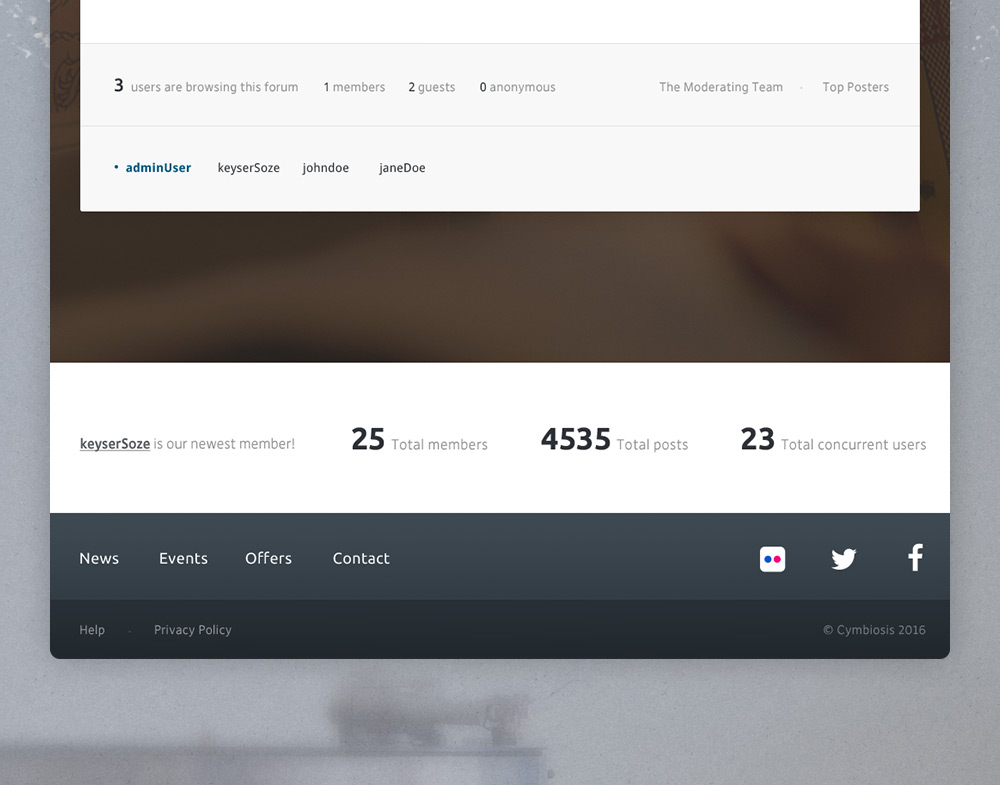 3 users are browsing this forum 1 members 2 guests 0 anonymous The Moderating Team · Top Posters
• adminUser keyserSoze johndoe janeDoe
keyserSoze is our newest member! 25 Total members 4535 Total posts 23 Total concurrent users
News Events Offers Contact
Help · Privacy Policy © Cymbiosis 2016